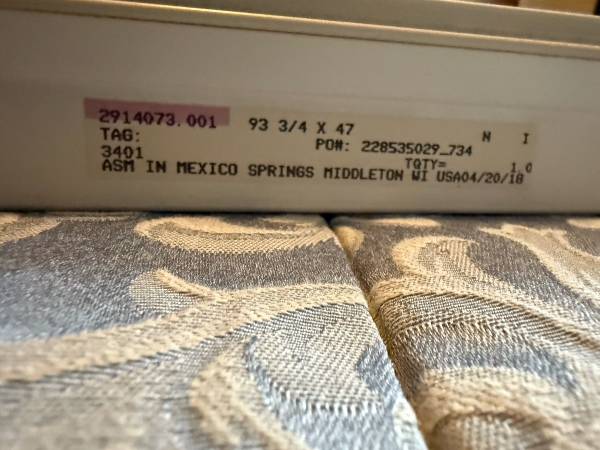 2914073.001 93 3/4 X 47 N I
TAG: PO#: 228535029_734
3401 TQTY= 1.0
ASM IN MEXICO SPRINGS MIDDLETON WI USA04/20/18